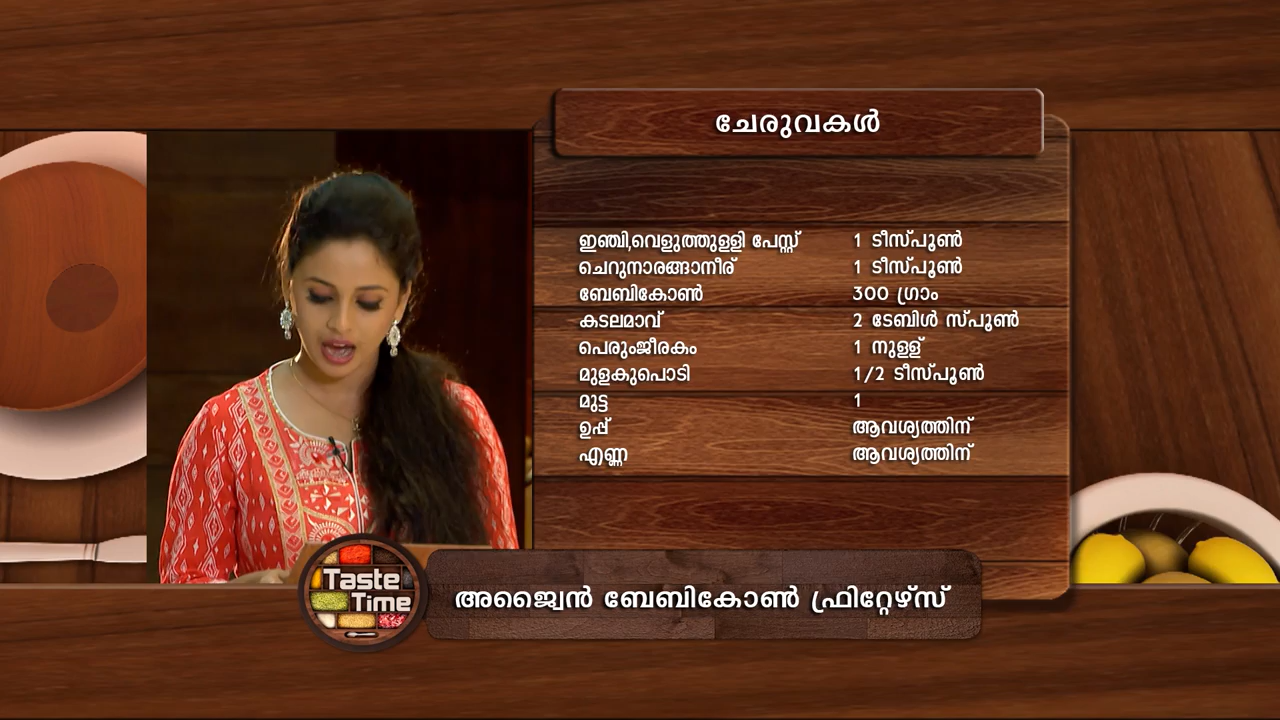 ചേരുവകൾ
ഇഞ്ചി,വെളുത്തുള്ളി പേസ്റ്റ് 1 ടീസ്പൂൺ
ചെറുനാരങ്ങാനീര് 1 ടീസ്പൂൺ
ബേബികോൺ 300 ഗ്രാം
കടലമാവ് 2 ടേബിൾ സ്പൂൺ
പെരുംജീരകം 1 നുള്ള്
മുളകുപൊടി 1/2 ടീസ്പൂൺ
മുട്ട 1
ഉപ്പ് ആവശ്യത്തിന്
എണ്ണ ആവശ്യത്തിന്
Taste
Time
അജ്വൈൻ ബേബികോൺ ഫ്രിറ്റേഴ്സ്